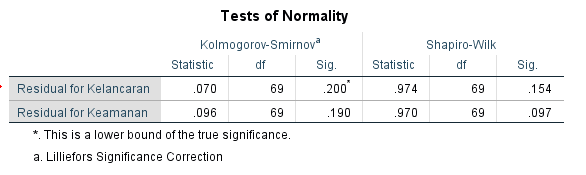 Tests of Normality
Kolmogorov-Smirnovᵃ Shapiro-Wilk
Statistic df Sig. Statistic df Sig.
Residual for Kelancaran .070 69 .200* .974 69 .154
Residual for Keamanan .096 69 .190 .970 69 .097
*. This is a lower bound of the true significance.
a. Lilliefors Significance Correction